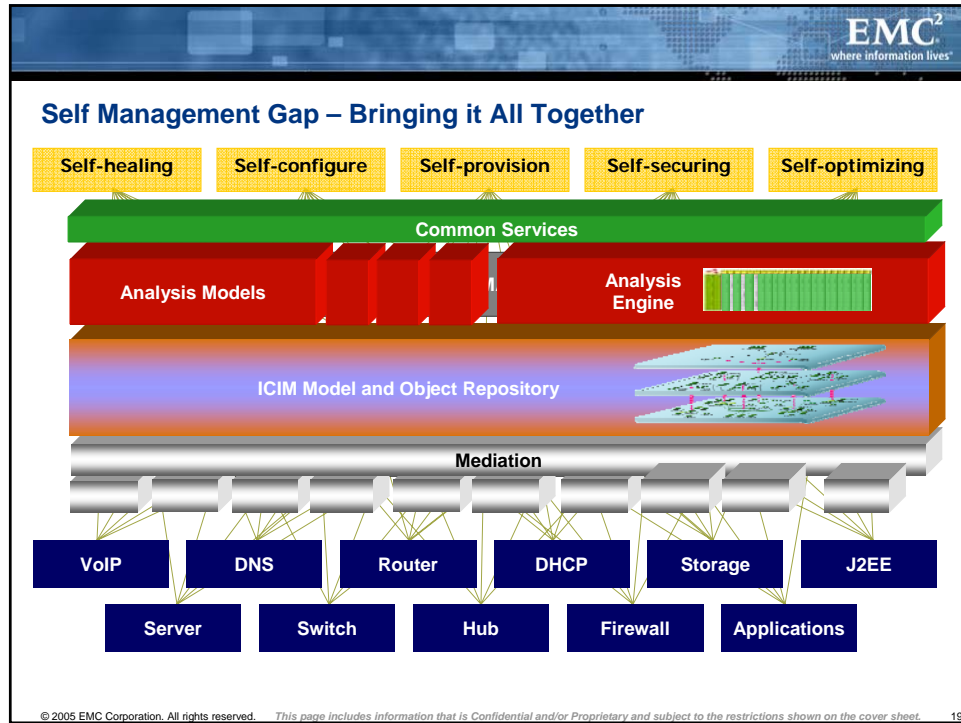 EMC²
where information lives®
Self Management Gap – Bringing it All Together
Self-healing
Self-configure
Self-provision
Self-securing
Self-optimizing
Common Services
Analysis Models
Analysis
Engine
ICIM Model and Object Repository
Mediation
VoIP
DNS
Router
DHCP
Storage
J2EE
Server
Switch
Hub
Firewall
Applications
© 2005 EMC Corporation. All rights reserved. This page includes information that is Confidential and/or Proprietary and subject to the restrictions shown on the cover sheet. 19